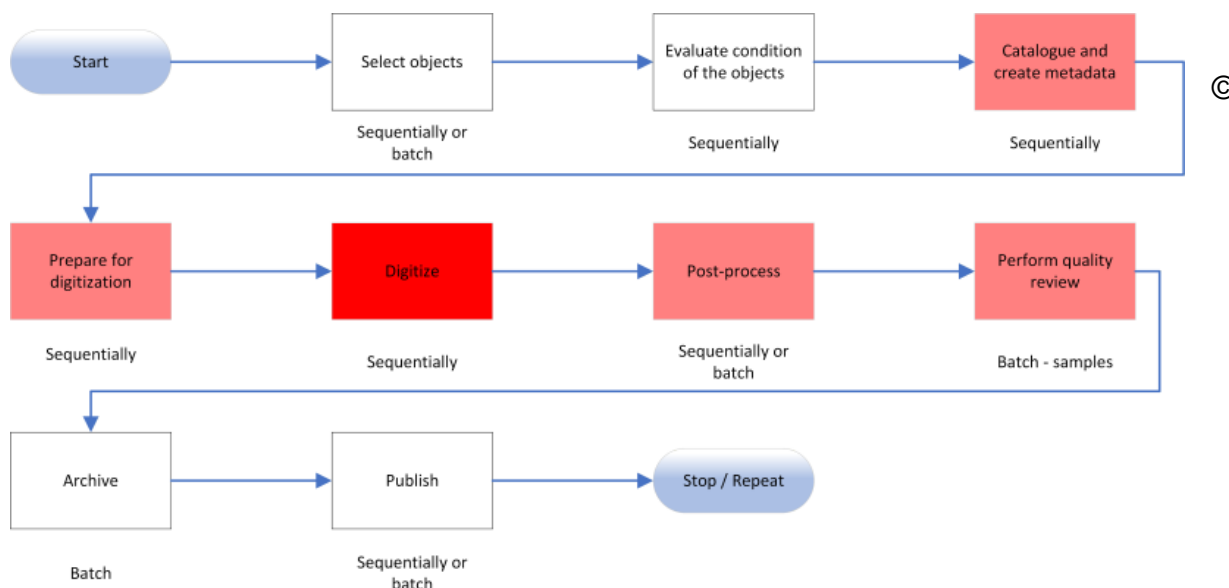 Start
Select objects
Evaluate condition
of the objects
Catalogue and
create metadata
©
Sequentially or
batch
Sequentially
Sequentially
Prepare for
digitization
Digitize
Post-process
Perform quality
review
Sequentially
Sequentially
Sequentially or
batch
Batch - samples
Archive
Publish
Stop / Repeat
Batch
Sequentially or
batch